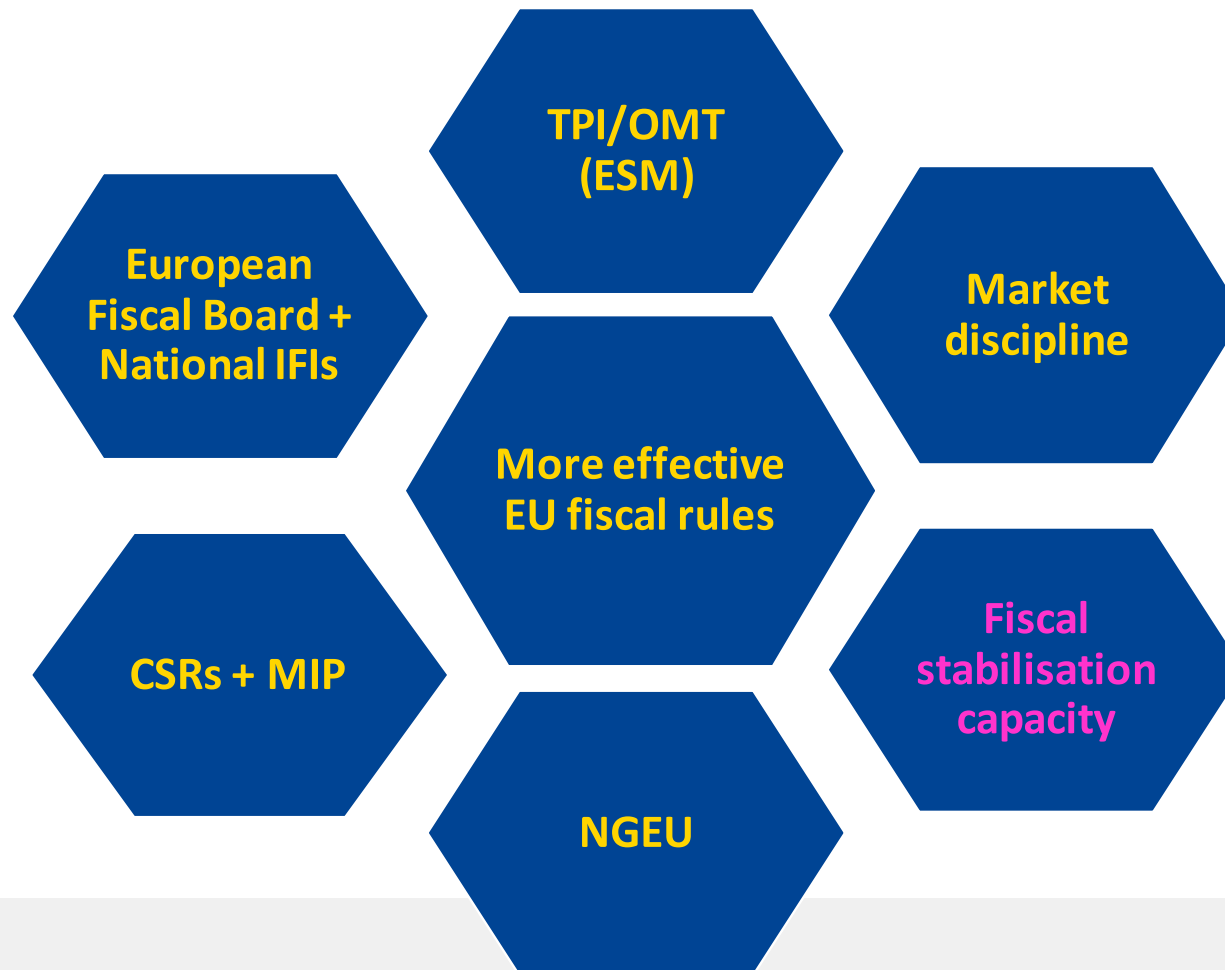 TPI/OMT
(ESM)
European
Fiscal Board +
National IFIs
Market
discipline
More effective
EU fiscal rules
CSRs + MIP
Fiscal
stabilisation
capacity
NGEU